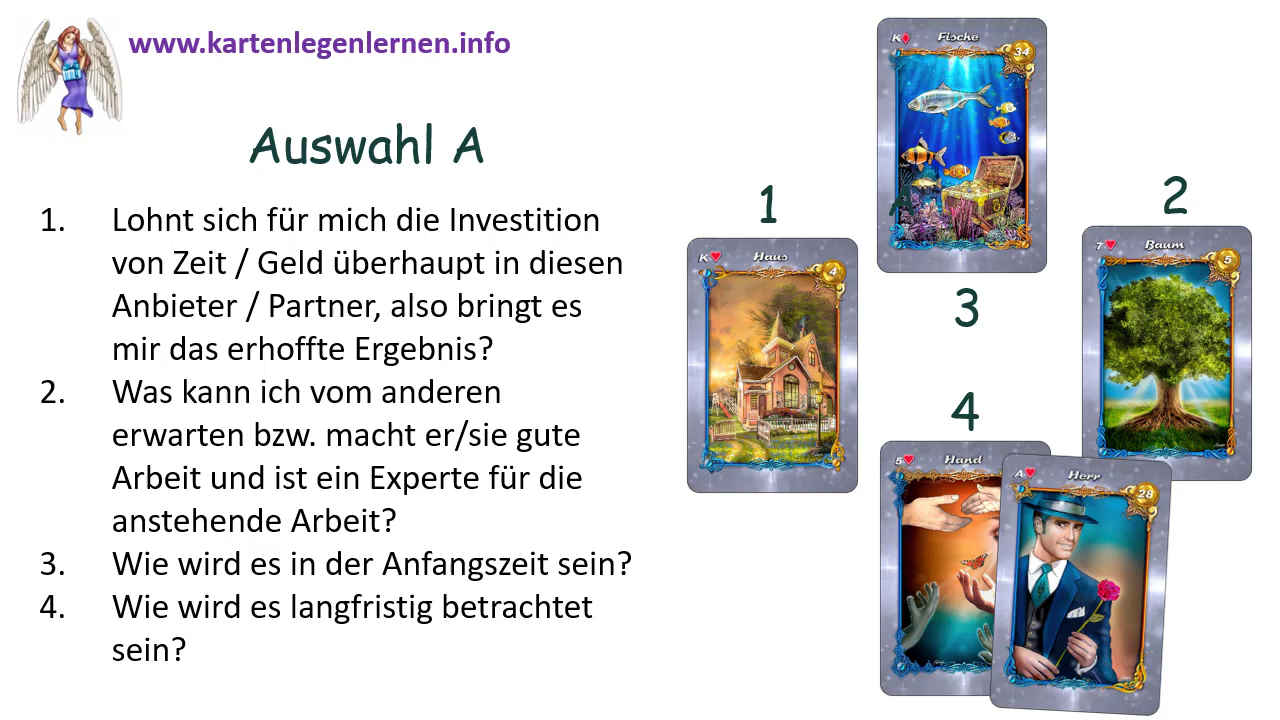 www.kartenlegenlernen.info
Auswahl A
1. Lohnt sich für mich die Investition
von Zeit / Geld überhaupt in diesen
Anbieter / Partner, also bringt es
mir das erhoffte Ergebnis?
2. Was kann ich vom anderen
erwarten bzw. macht er/sie gute
Arbeit und ist ein Experte für die
anstehende Arbeit?
3. Wie wird es in der Anfangszeit sein?
4. Wie wird es langfristig betrachtet
sein?
K Fische 34
A
1
K Haus 4
2
7 Baum 5
3
4
5 Hand
A Herr 28